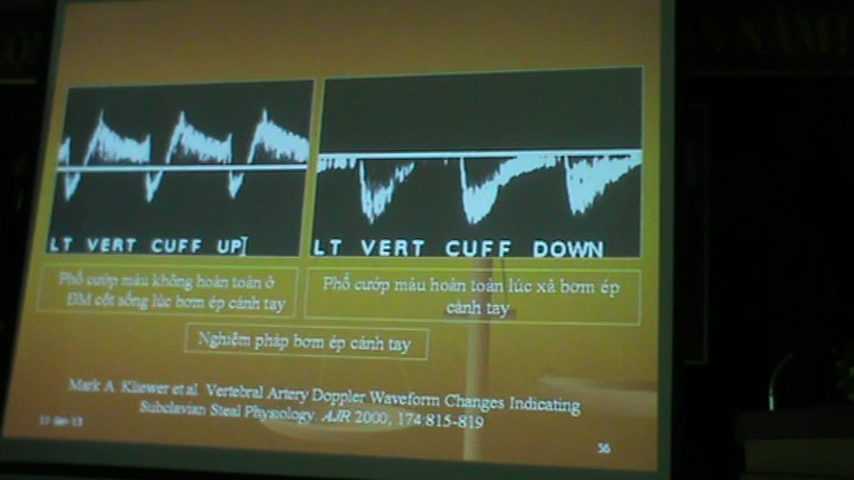 LT VERT CUFF UP
LT VERT CUFF DOWN
Phổ cướp máu không hoàn toàn ở
ĐM cột sống lúc bơm ép cánh tay
Phổ cướp máu hoàn toàn lúc xả bơm ép
cánh tay
Nghiệm pháp bơm ép cánh tay
Mark A. Kliewer et al. Vertebral Artery Doppler Waveform Changes Indicating
Subclavian Steal Physiology. AJR 2000, 174:815-819
56